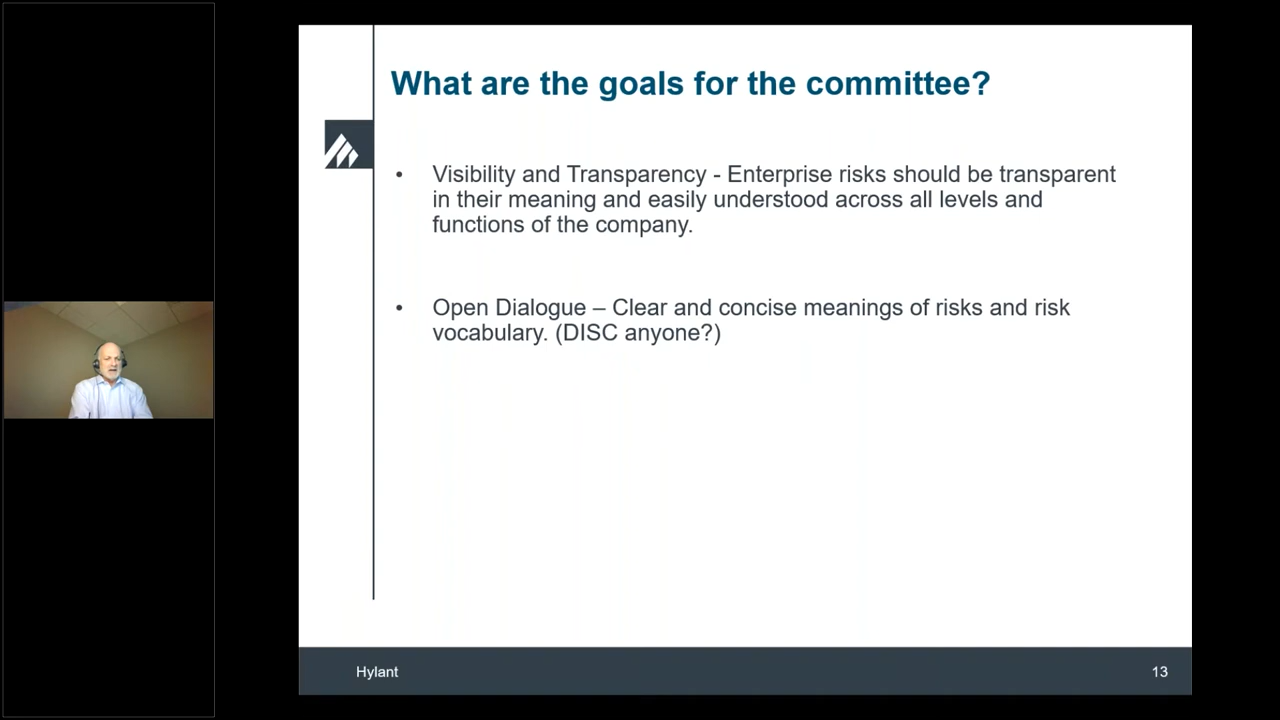 What are the goals for the committee?
• Visibility and Transparency - Enterprise risks should be transparent
in their meaning and easily understood across all levels and
functions of the company.
• Open Dialogue – Clear and concise meanings of risks and risk
vocabulary. (DISC anyone?)
Hylant
13